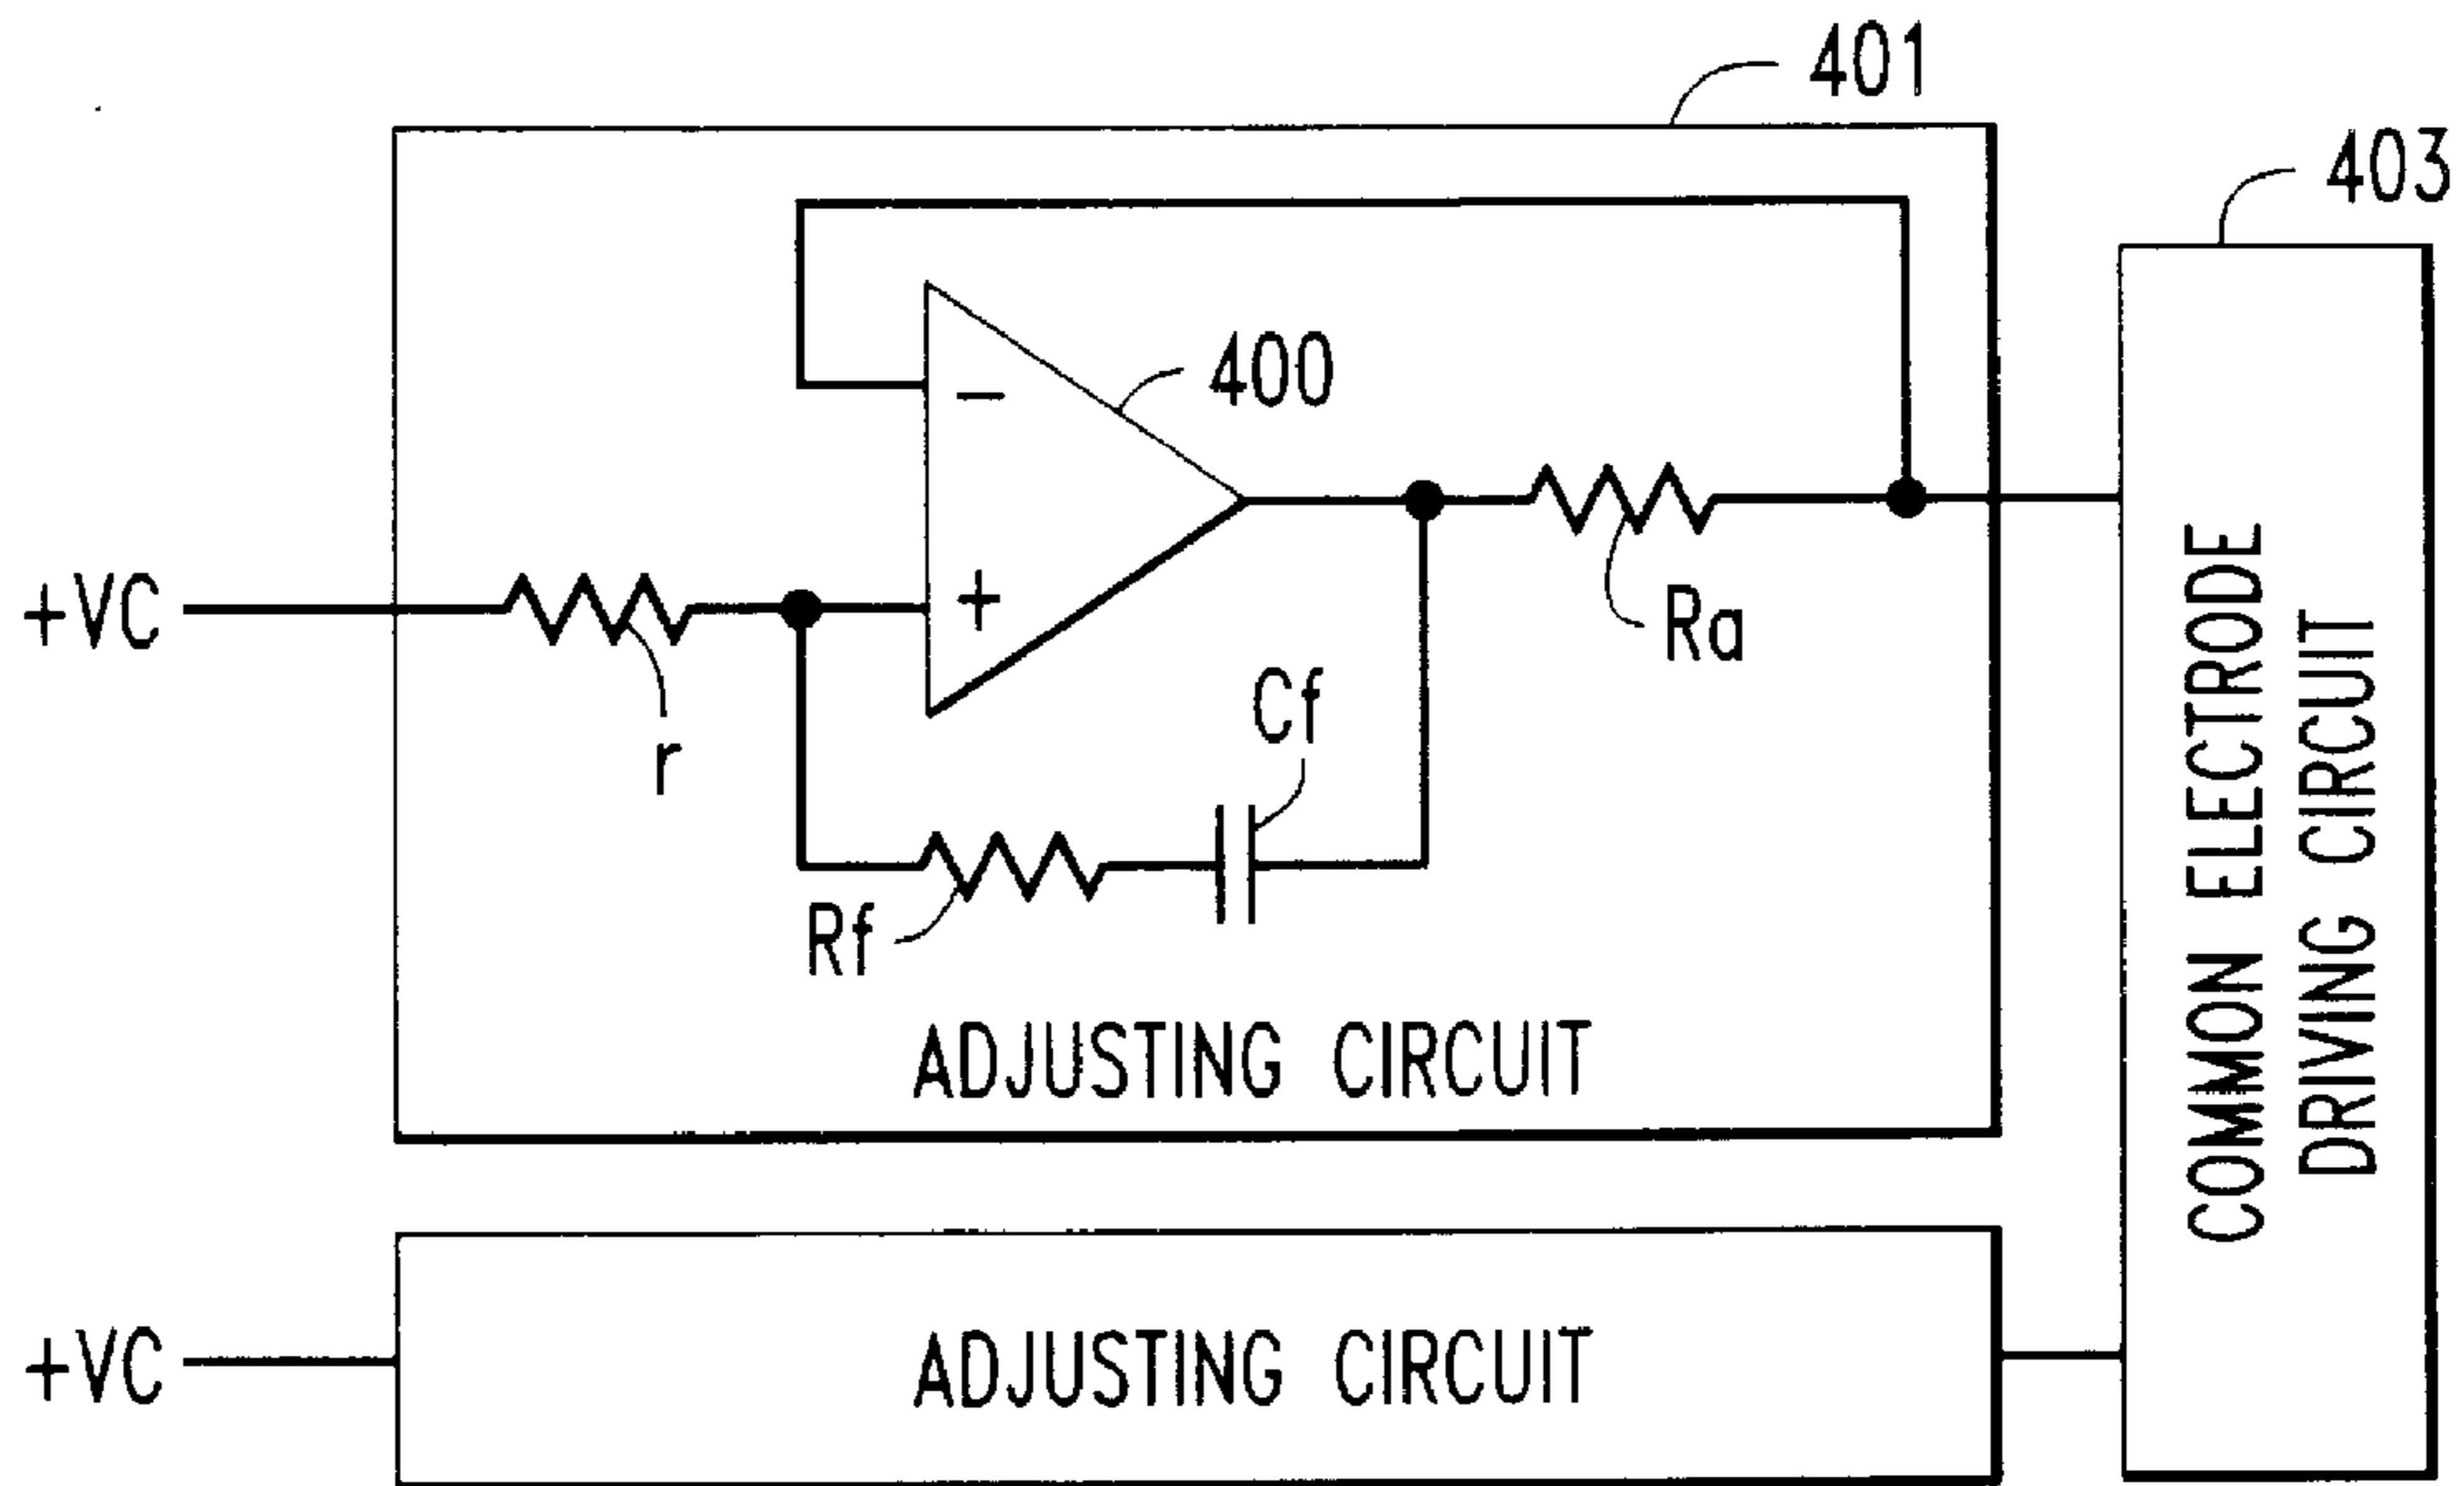 401
403
400
+VC
r
Ra
Cf
Rf
ADJUSTING CIRCUIT
COMMON ELECTRODE
DRIVING CIRCUIT
+VC
ADJUSTING CIRCUIT